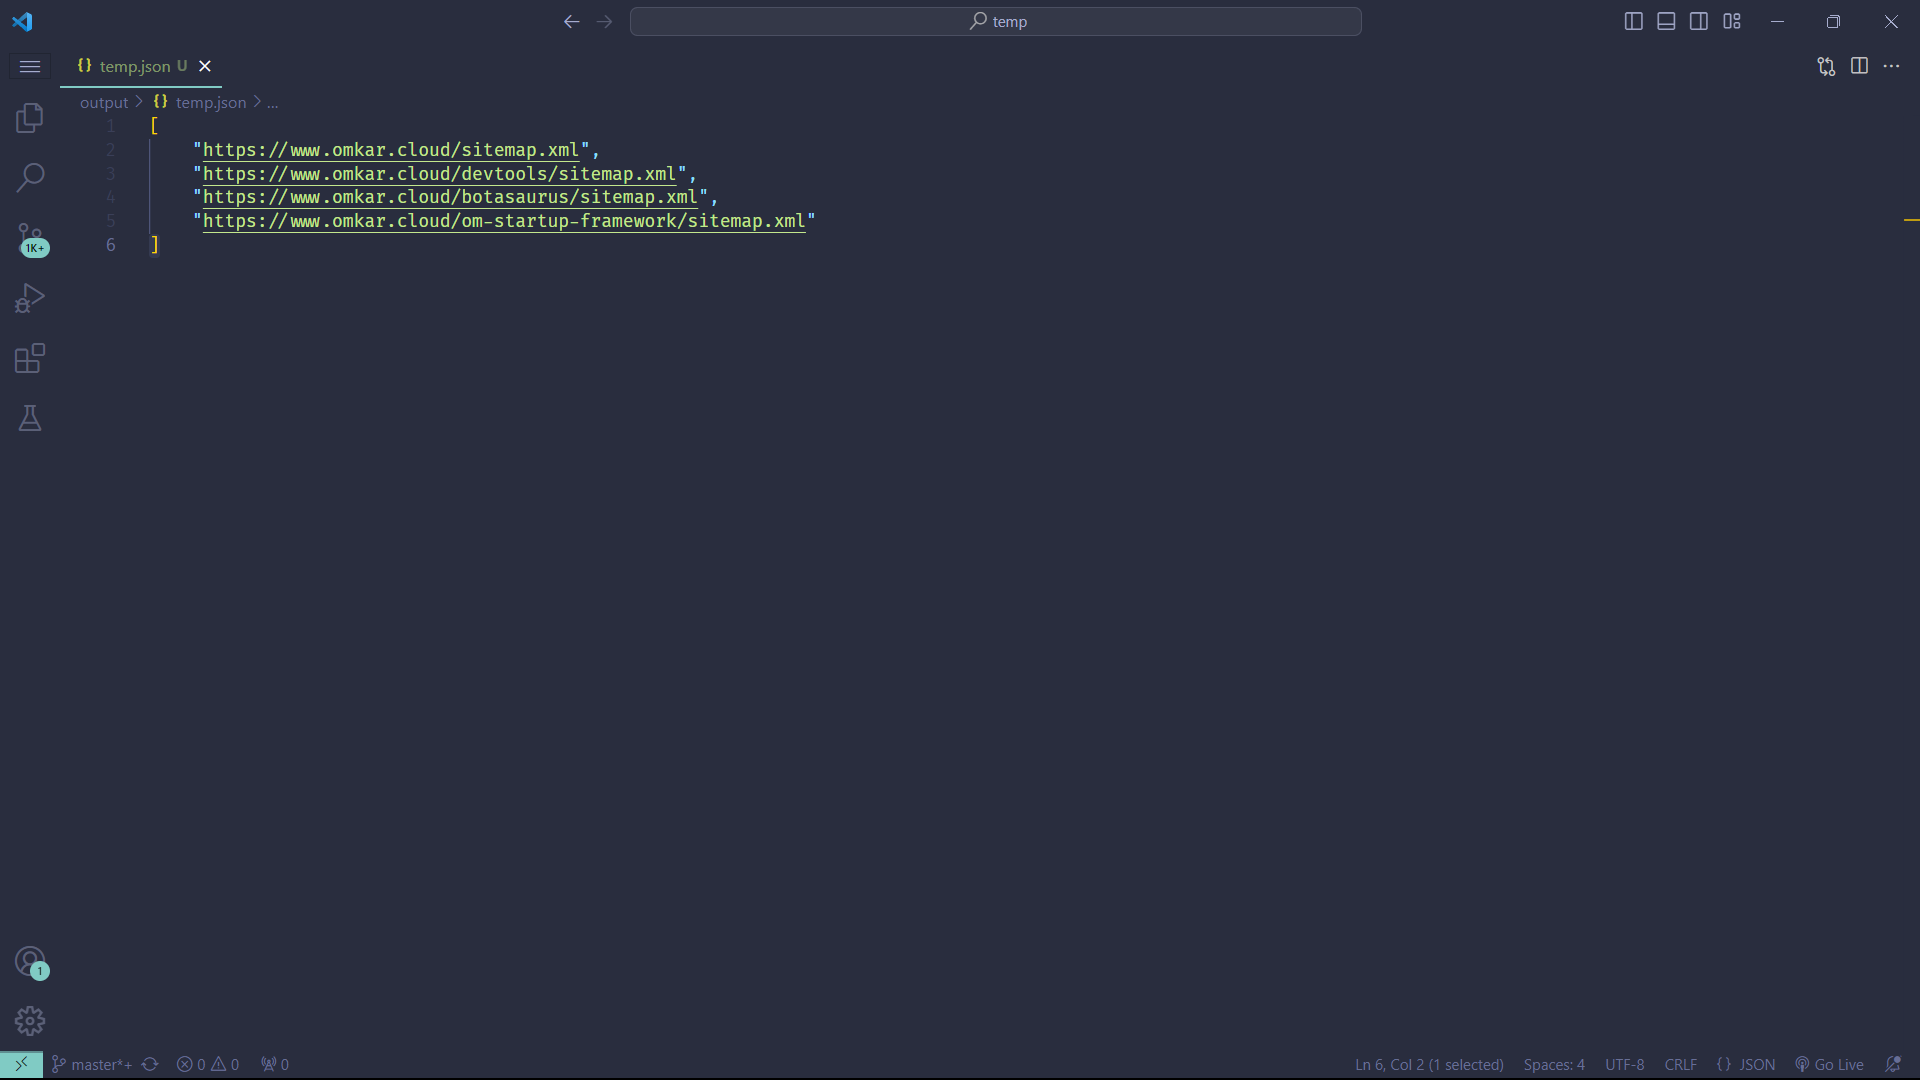 temp
{} temp.json U
output > {} temp.json > ...
1 [
2 "https://www.omkar.cloud/sitemap.xml",
3 "https://www.omkar.cloud/devtools/sitemap.xml",
4 "https://www.omkar.cloud/botasaurus/sitemap.xml",
5 "https://www.omkar.cloud/om-startup-framework/sitemap.xml"
6 ]
1K+
1
master*+ 0 0 0 Ln 6, Col 2 (1 selected) Spaces: 4 UTF-8 CRLF {} JSON Go Live